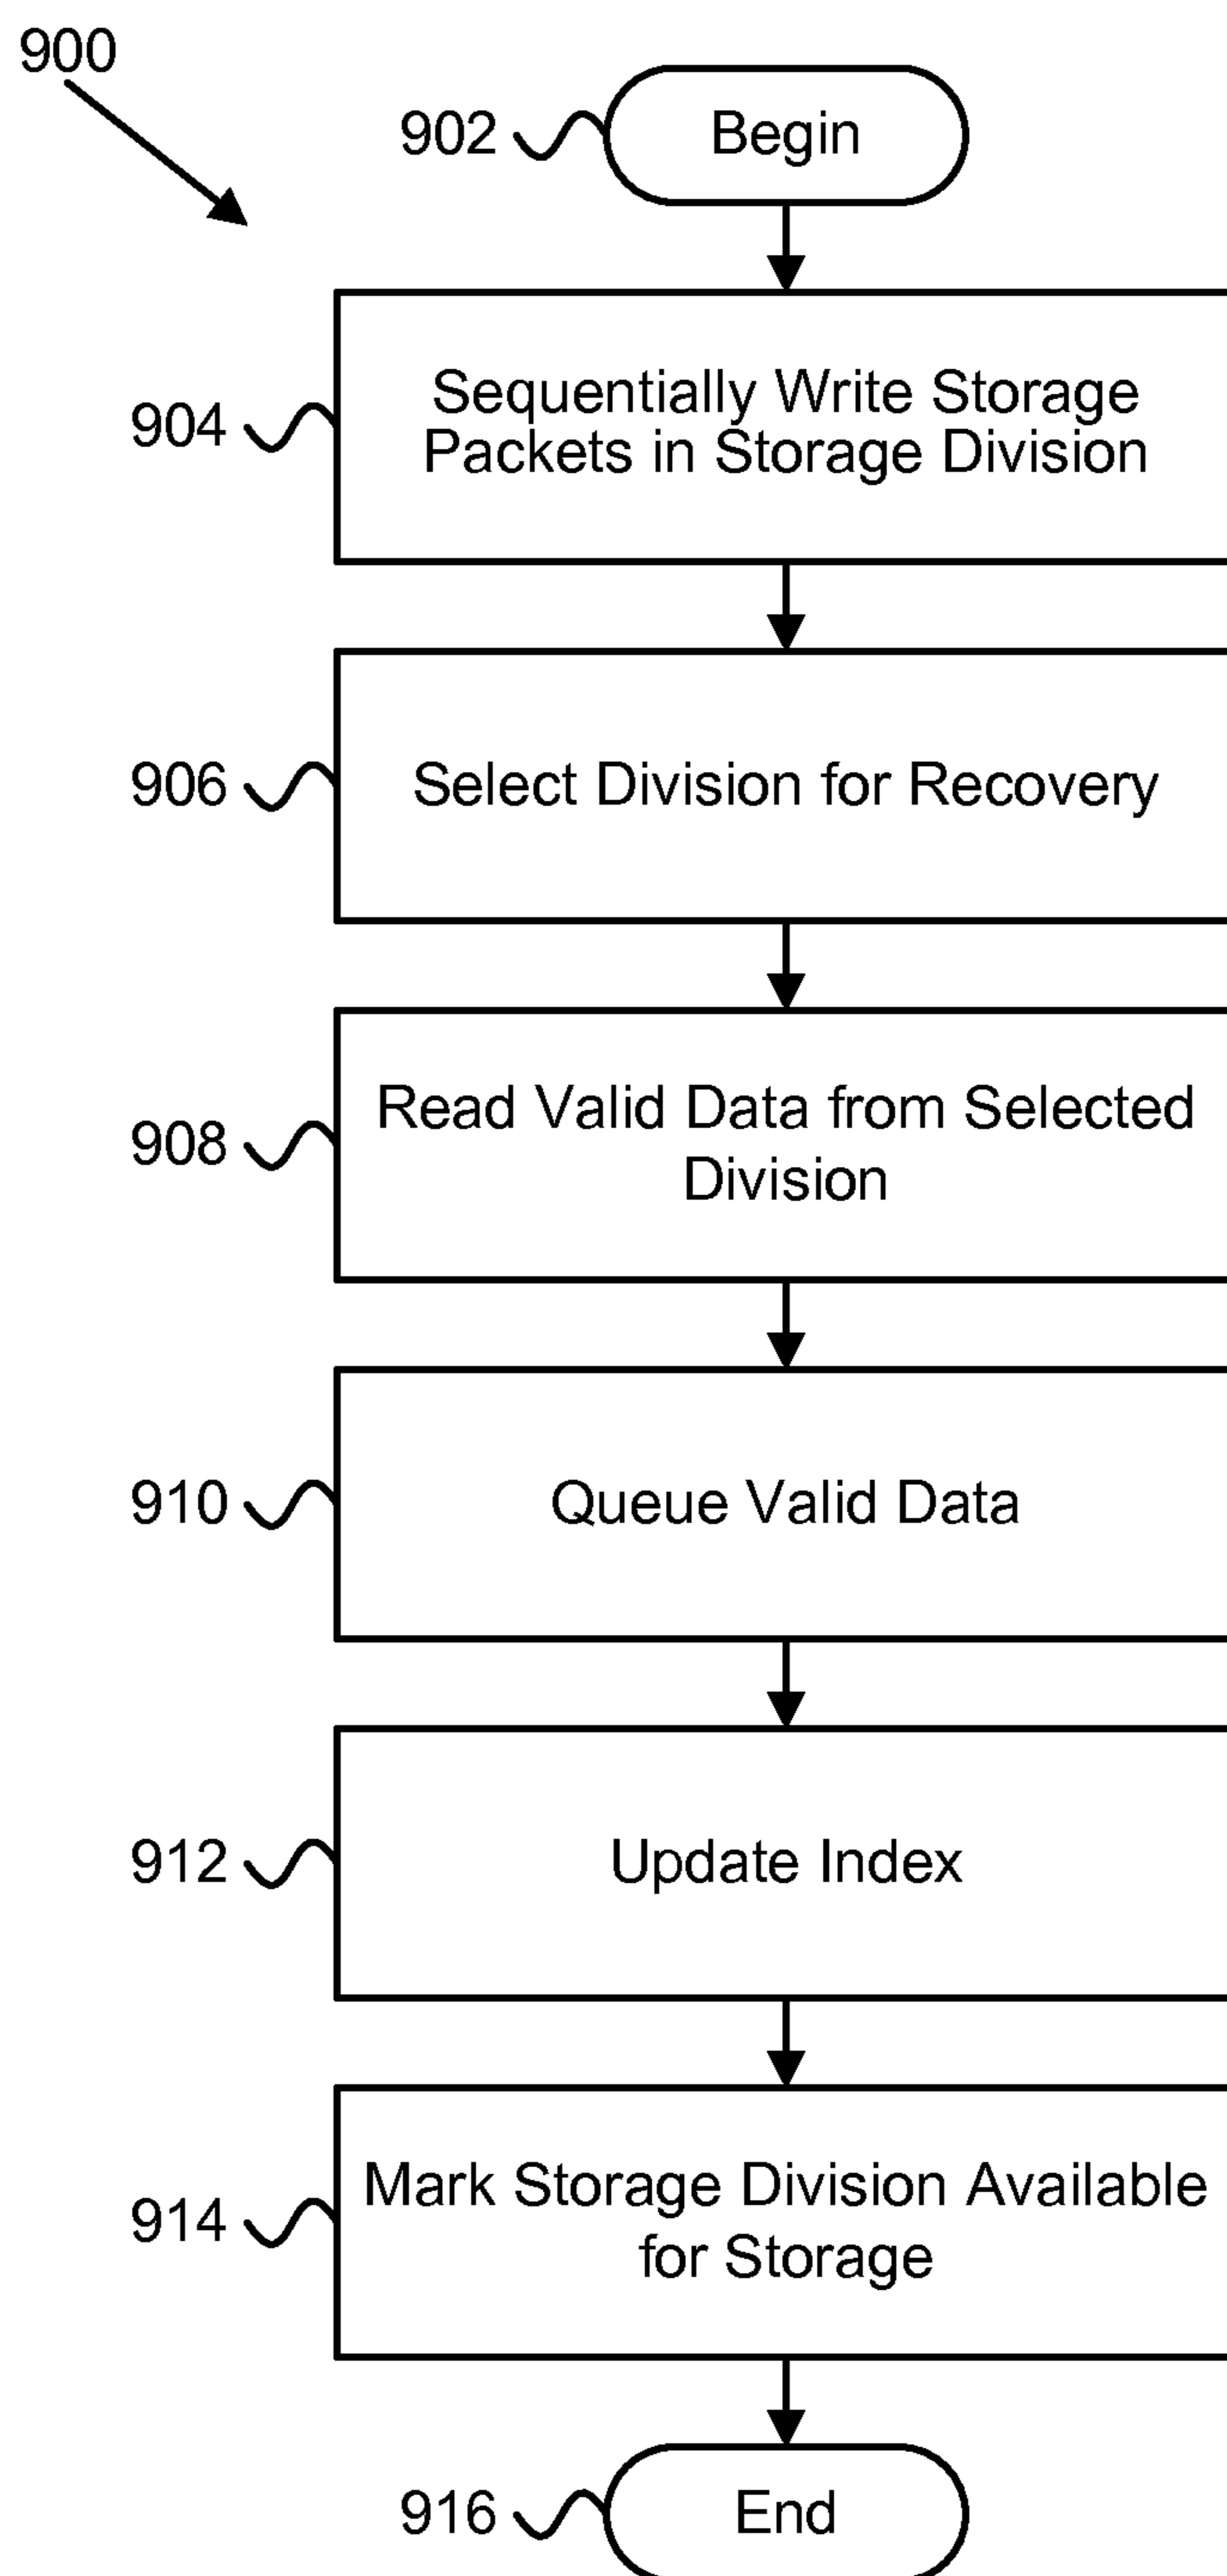 900
902
Begin
904
Sequentially Write Storage
Packets in Storage Division
906
Select Division for Recovery
908
Read Valid Data from Selected
Division
910
Queue Valid Data
912
Update Index
914
Mark Storage Division Available
for Storage
916
End